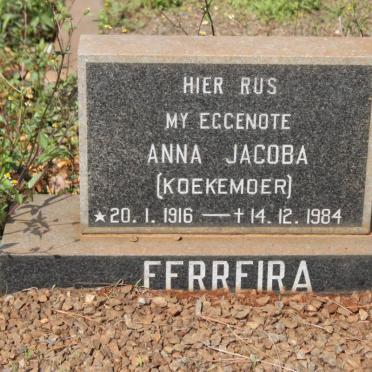 HIER RUS
MY EGGENOTE
ANNA JACOBA
(KOEKEMOER)
★20. 1. 1916 — ✝14. 12. 1984
FERREIRA